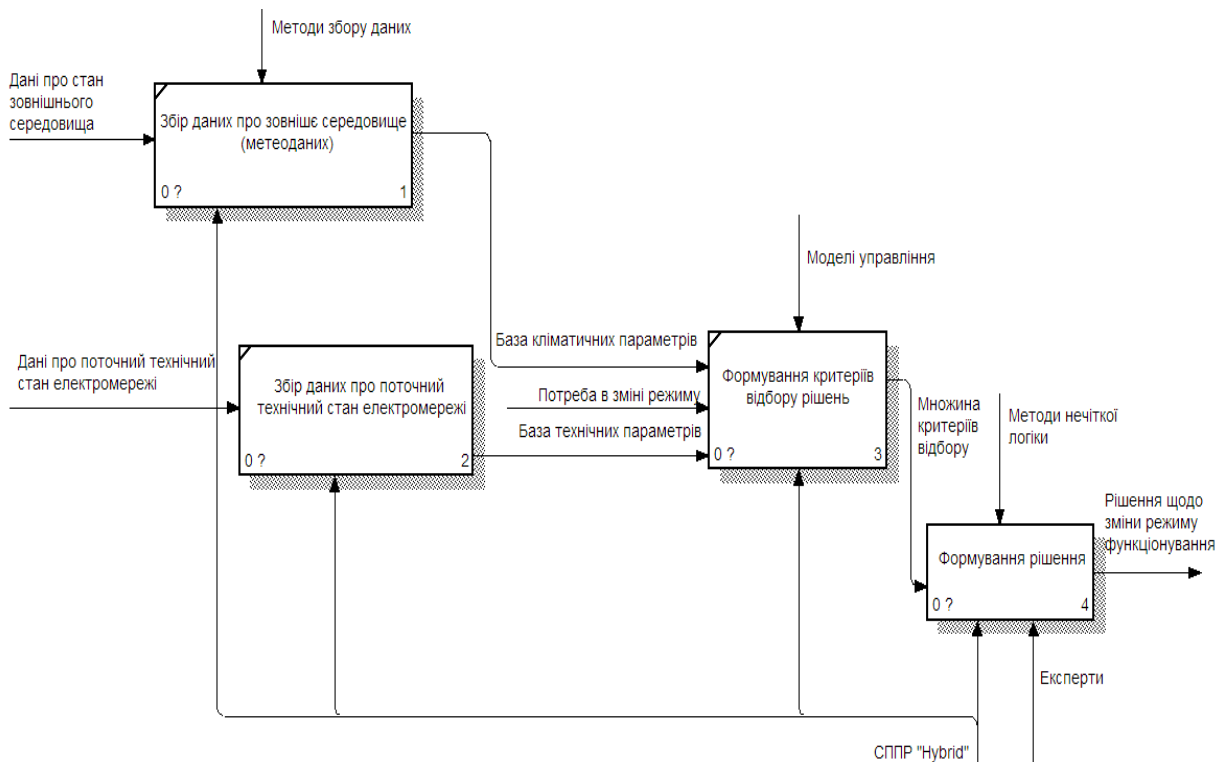 Методи збору даних
Дані про стан
зовнішнього
середовища
Збір даних про зовнішє середовище
(метеоданих)
0 ?
1
Моделі управління
База кліматичних параметрів
Дані про поточний технічний
стан електромережі
Збір даних про поточний
технічний стан електромережі
0 ?
2
Потреба в зміні режиму
База технічних параметрів
Формування критеріїв
відбору рішень
0 ?
3
Множина
критеріїв
відбору
Методи нечіткої
логіки
Рішення щодо
зміни режиму
функціонування
Формування рішення
0 ?
4
Експерти
СППР "Hybrid"